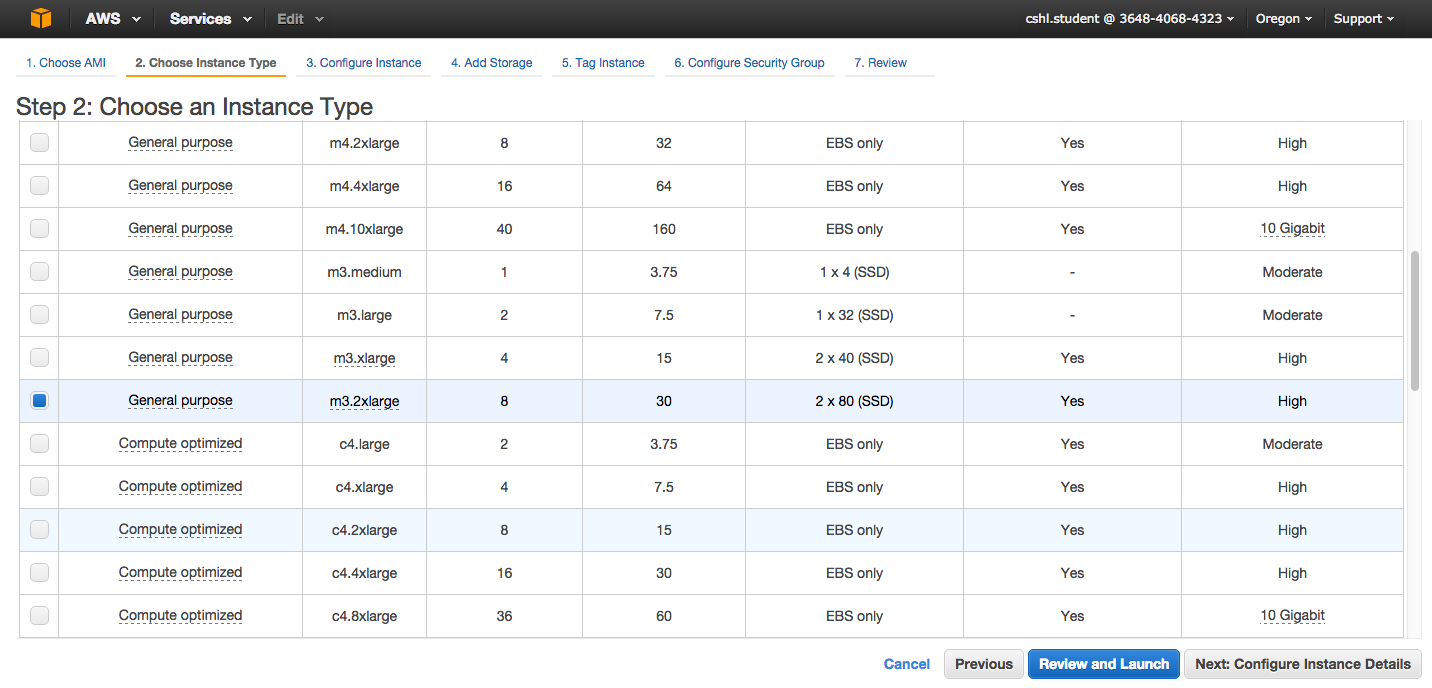 AWS Services Edit cshl.student @ 3648-4068-4323 Oregon Support
1. Choose AMI 2. Choose Instance Type 3. Configure Instance 4. Add Storage 5. Tag Instance 6. Configure Security Group 7. Review
Step 2: Choose an Instance Type
General purpose m4.2xlarge 8 32 EBS only Yes High
General purpose m4.4xlarge 16 64 EBS only Yes High
General purpose m4.10xlarge 40 160 EBS only Yes 10 Gigabit
General purpose m3.medium 1 3.75 1 x 4 (SSD) - Moderate
General purpose m3.large 2 7.5 1 x 32 (SSD) - Moderate
General purpose m3.xlarge 4 15 2 x 40 (SSD) Yes High
General purpose m3.2xlarge 8 30 2 x 80 (SSD) Yes High
Compute optimized c4.large 2 3.75 EBS only Yes Moderate
Compute optimized c4.xlarge 4 7.5 EBS only Yes High
Compute optimized c4.2xlarge 8 15 EBS only Yes High
Compute optimized c4.4xlarge 16 30 EBS only Yes High
Compute optimized c4.8xlarge 36 60 EBS only Yes 10 Gigabit
Cancel Previous Review and Launch Next: Configure Instance Details